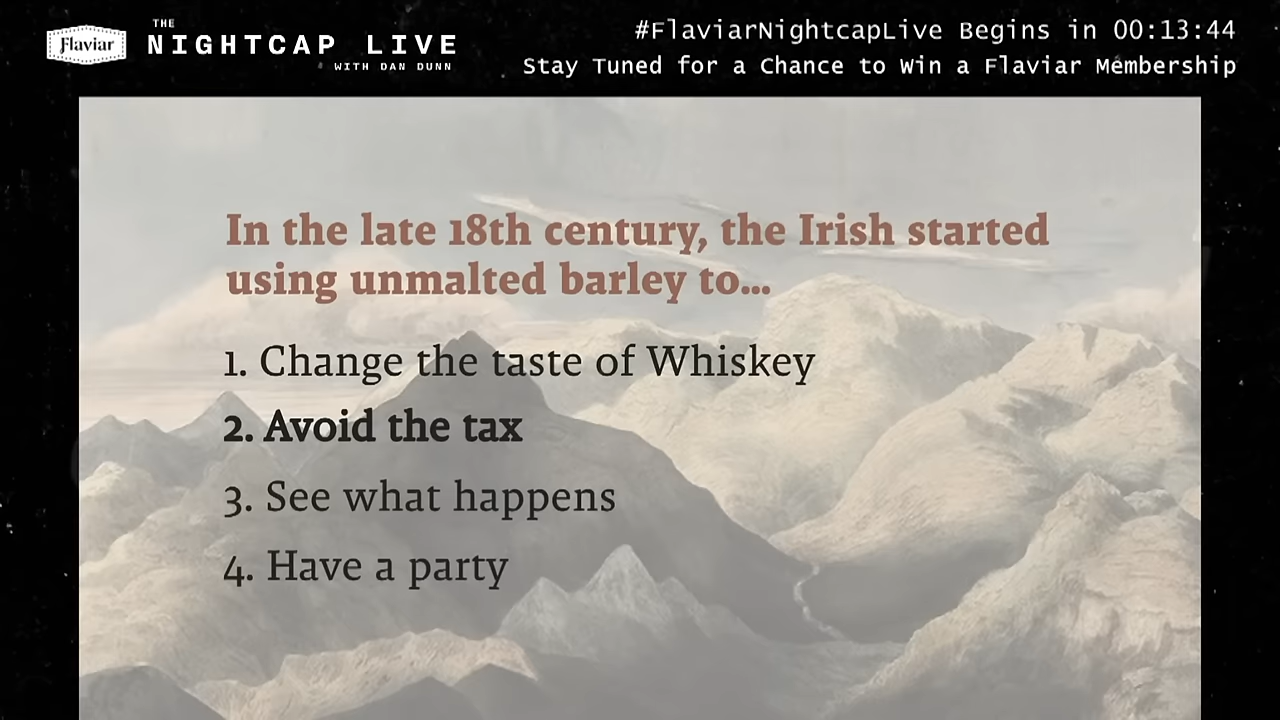 Flaviar
THE
NIGHTCAP LIVE
WITH DAN DUNN
#FlaviarNightcapLive Begins in 00:13:44
Stay Tuned for a Chance to Win a Flaviar Membership
In the late 18th century, the Irish started
using unmalted barley to...
1. Change the taste of Whiskey
2. Avoid the tax
3. See what happens
4. Have a party